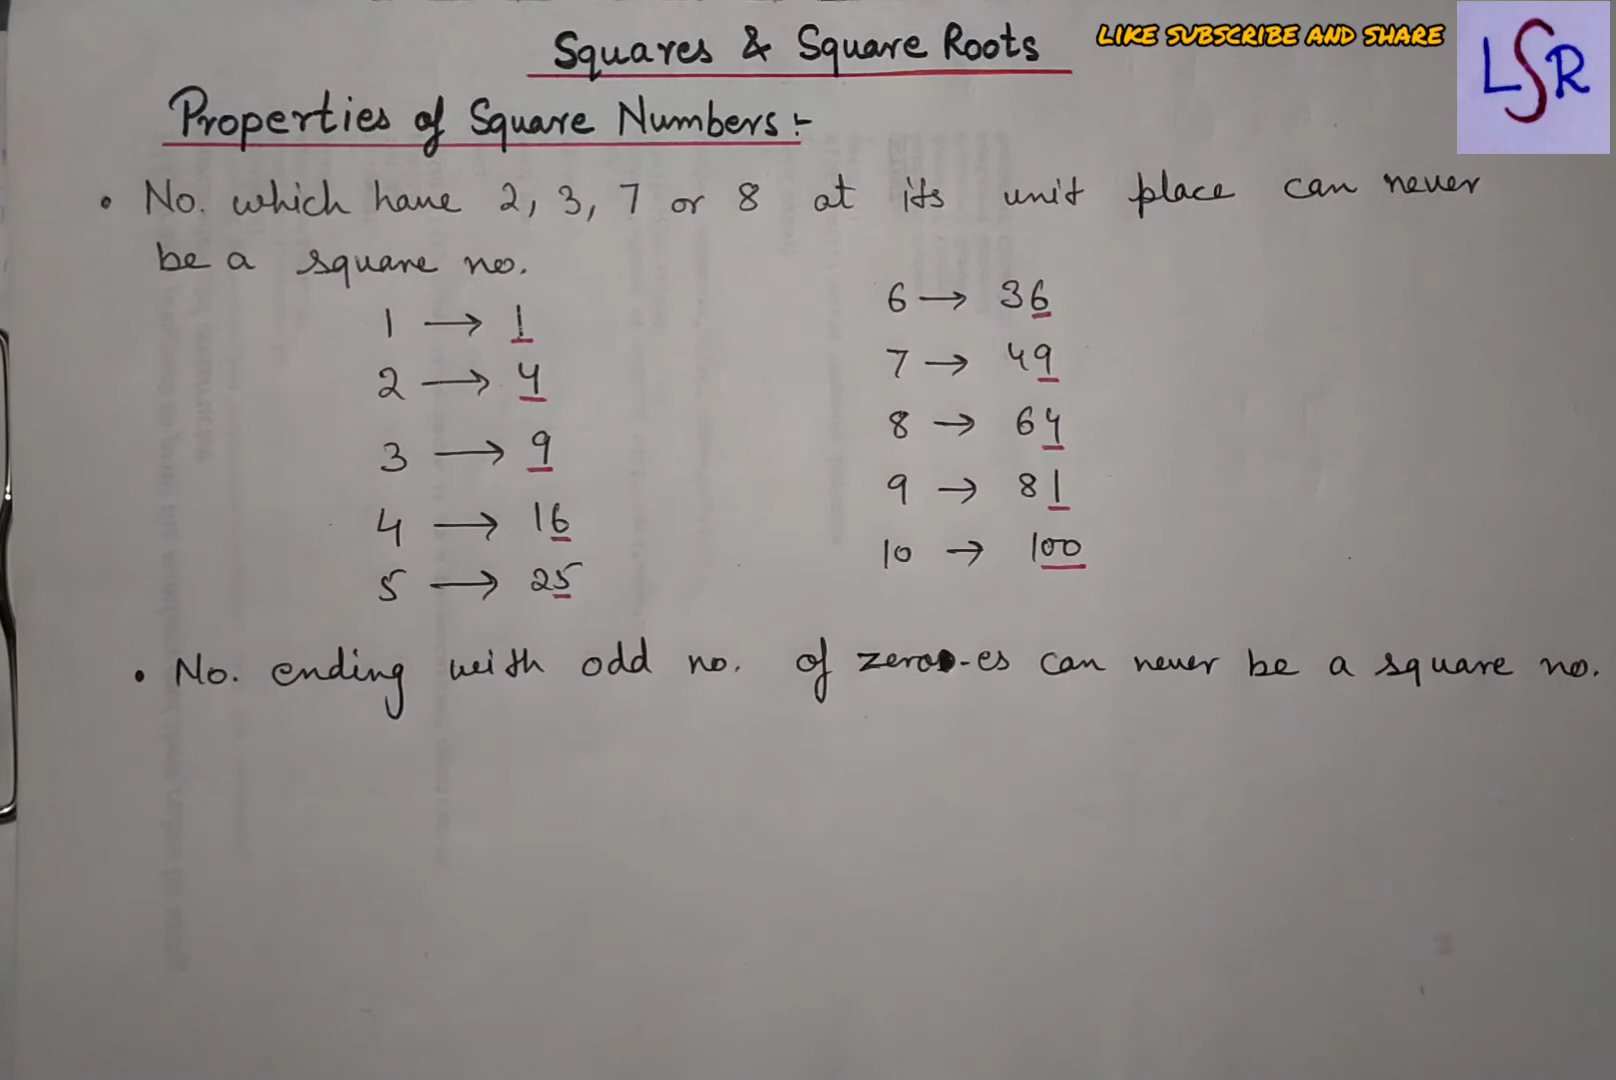 Squares & Square Roots
LIKE SUBSCRIBE AND SHARE
LSR
Properties of Square Numbers :-
• No. which have 2, 3, 7 or 8 at its unit place can never
be a square no.
1 → 1
2 → 4
3 → 9
4 → 16
5 → 25
6 → 36
7 → 49
8 → 64
9 → 81
10 → 100
• No. ending with odd no. of zero-es can never be a square no.